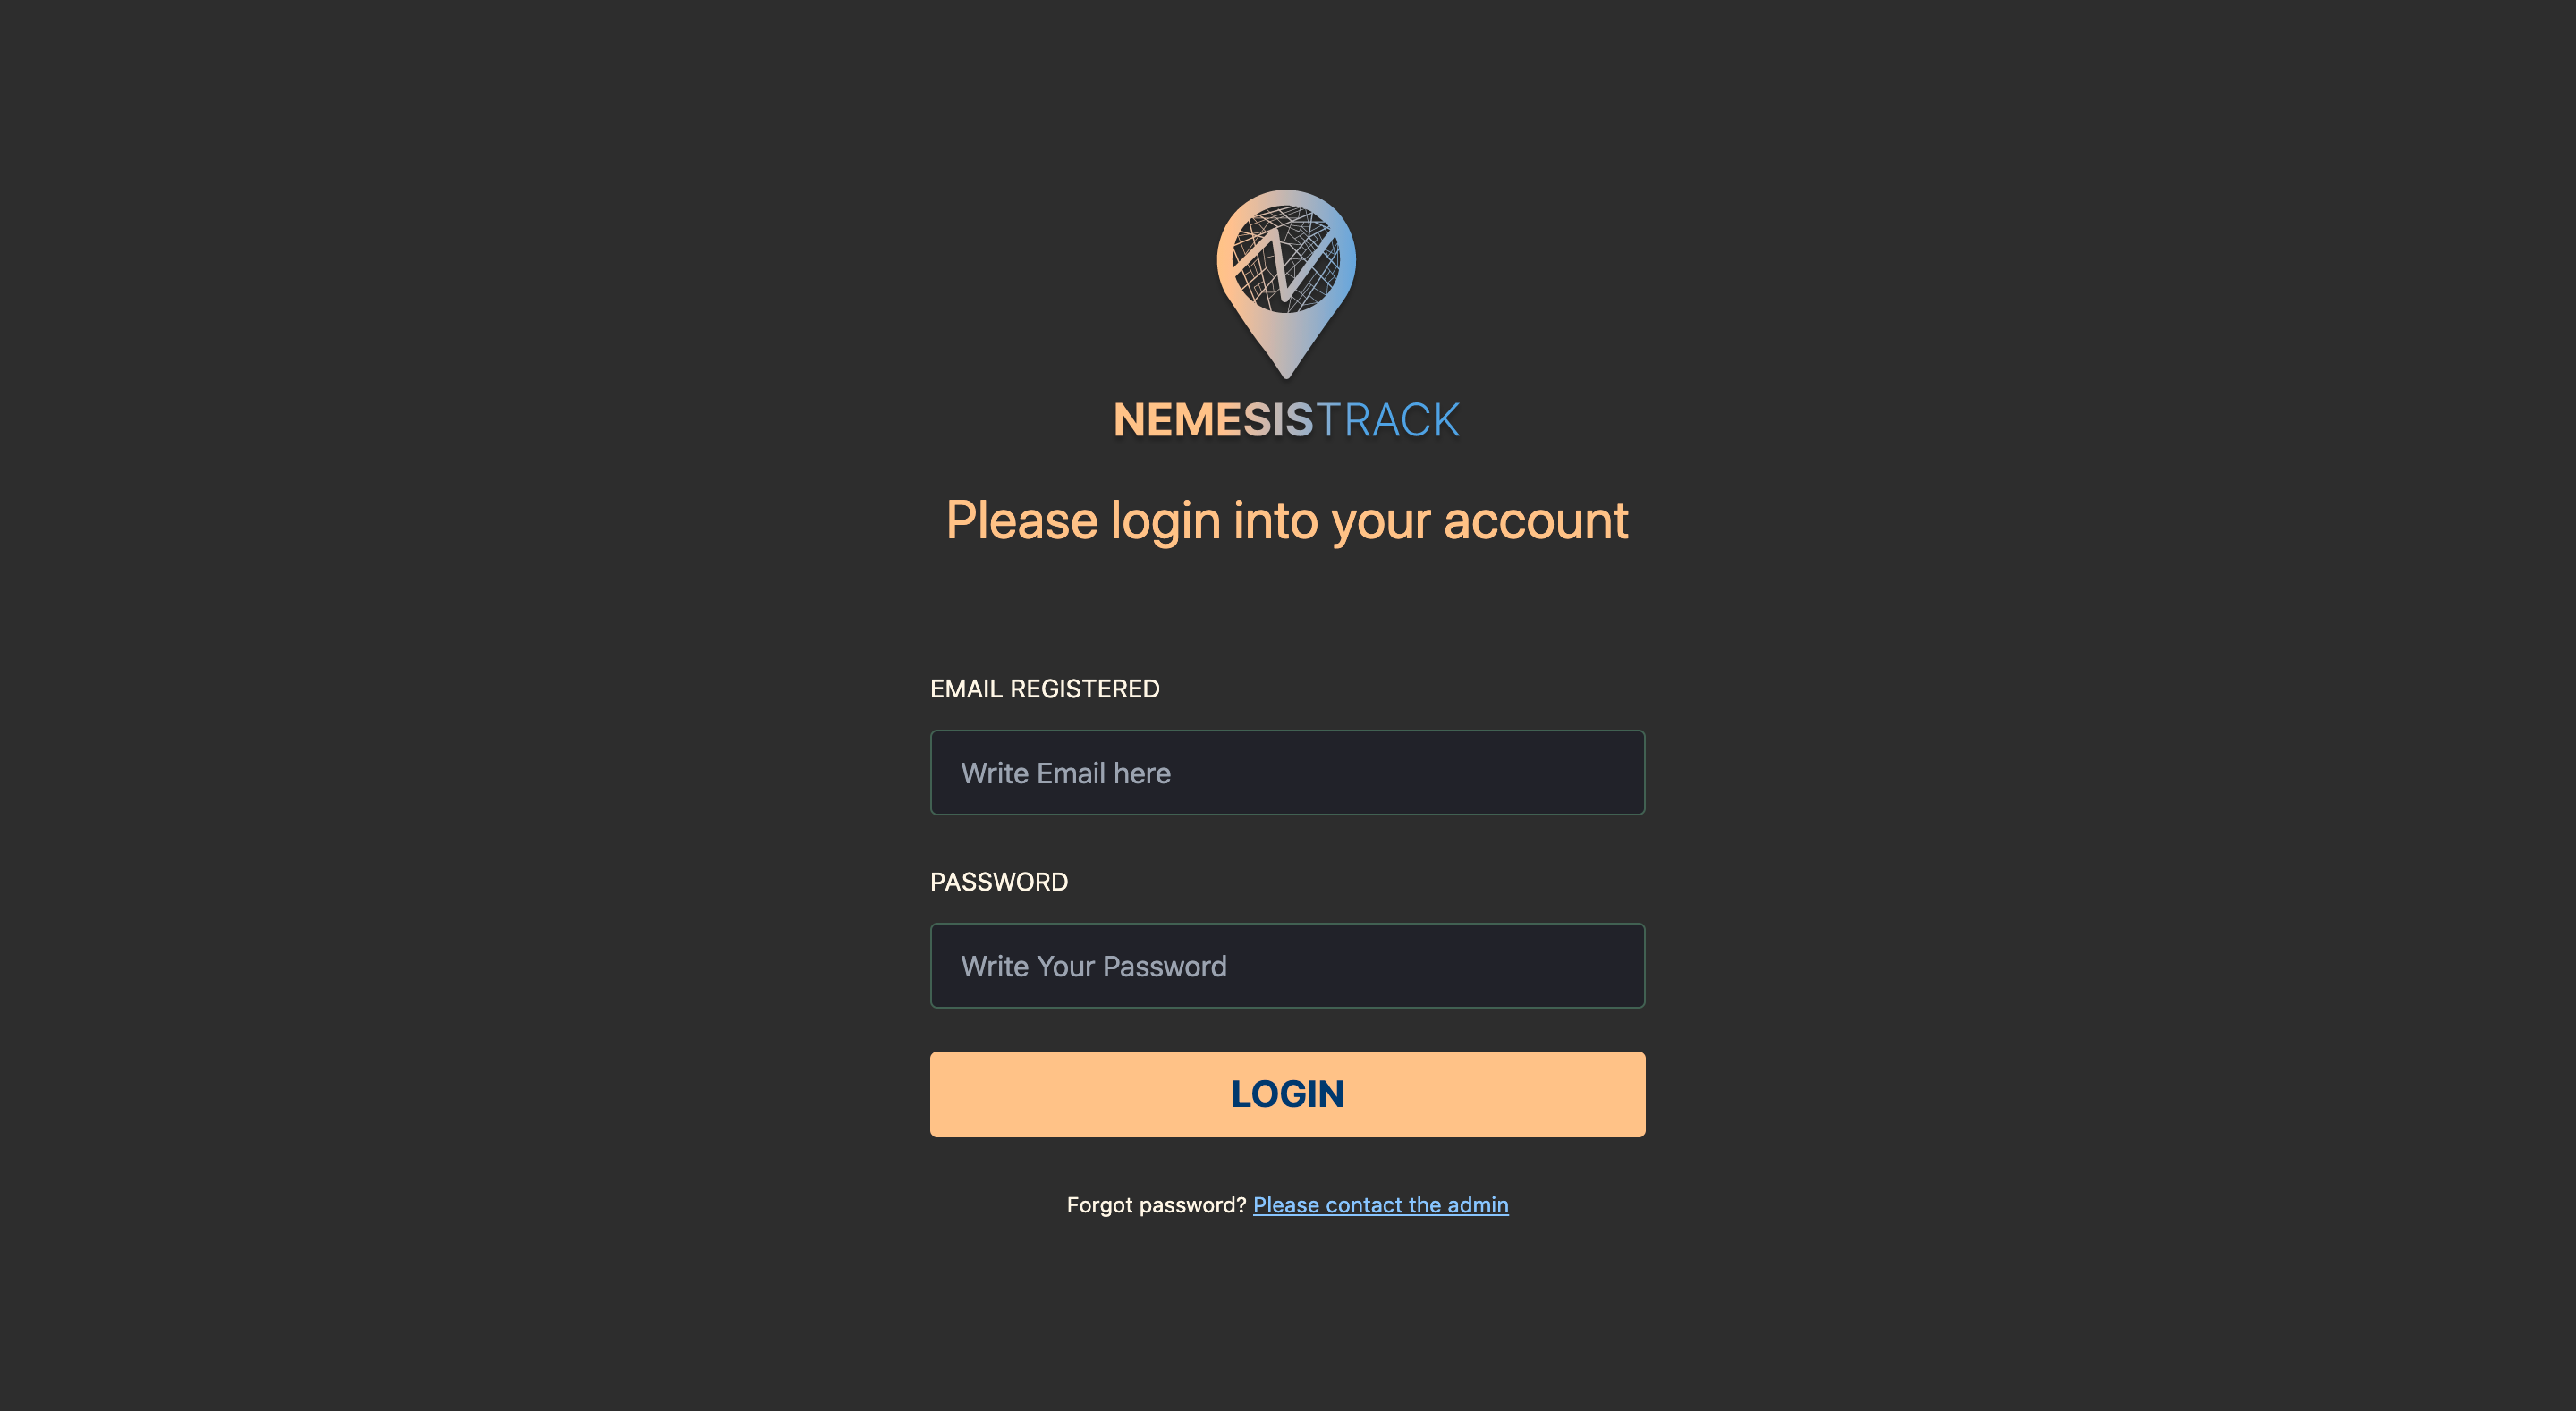 NEMESISTRACK
Please login into your account
EMAIL REGISTERED
Write Email here
PASSWORD
Write Your Password
LOGIN
Forgot password? Please contact the admin